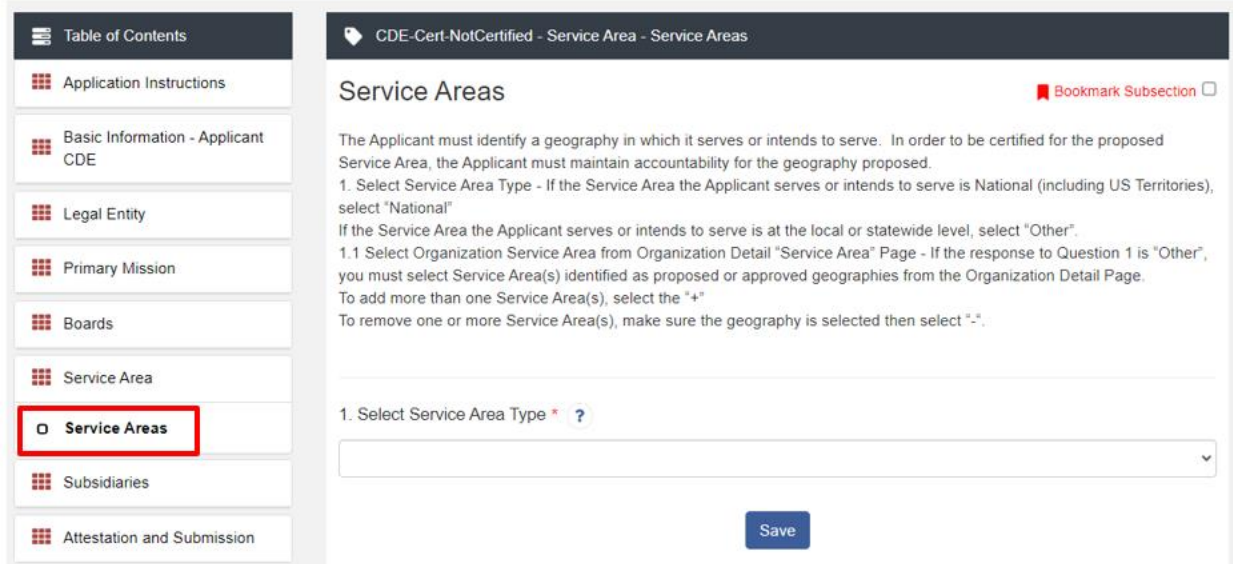 Table of Contents
Application Instructions
Basic Information - Applicant
CDE
Legal Entity
Primary Mission
Boards
Service Area
Service Areas
Subsidiaries
Attestation and Submission
CDE-Cert-NotCertified - Service Area - Service Areas
Service Areas
Bookmark Subsection
The Applicant must identify a geography in which it serves or intends to serve.  In order to be certified for the proposed
Service Area, the Applicant must maintain accountability for the geography proposed.
1. Select Service Area Type - If the Service Area the Applicant serves or intends to serve is National (including US Territories),
select “National”
If the Service Area the Applicant serves or intends to serve is at the local or statewide level, select “Other”.
1.1 Select Organization Service Area from Organization Detail “Service Area” Page - If the response to Question 1 is “Other”,
you must select Service Area(s) identified as proposed or approved geographies from the Organization Detail Page.
To add more than one Service Area(s), select the “+”
To remove one or more Service Area(s), make sure the geography is selected then select “-“.
1. Select Service Area Type * ?
Save